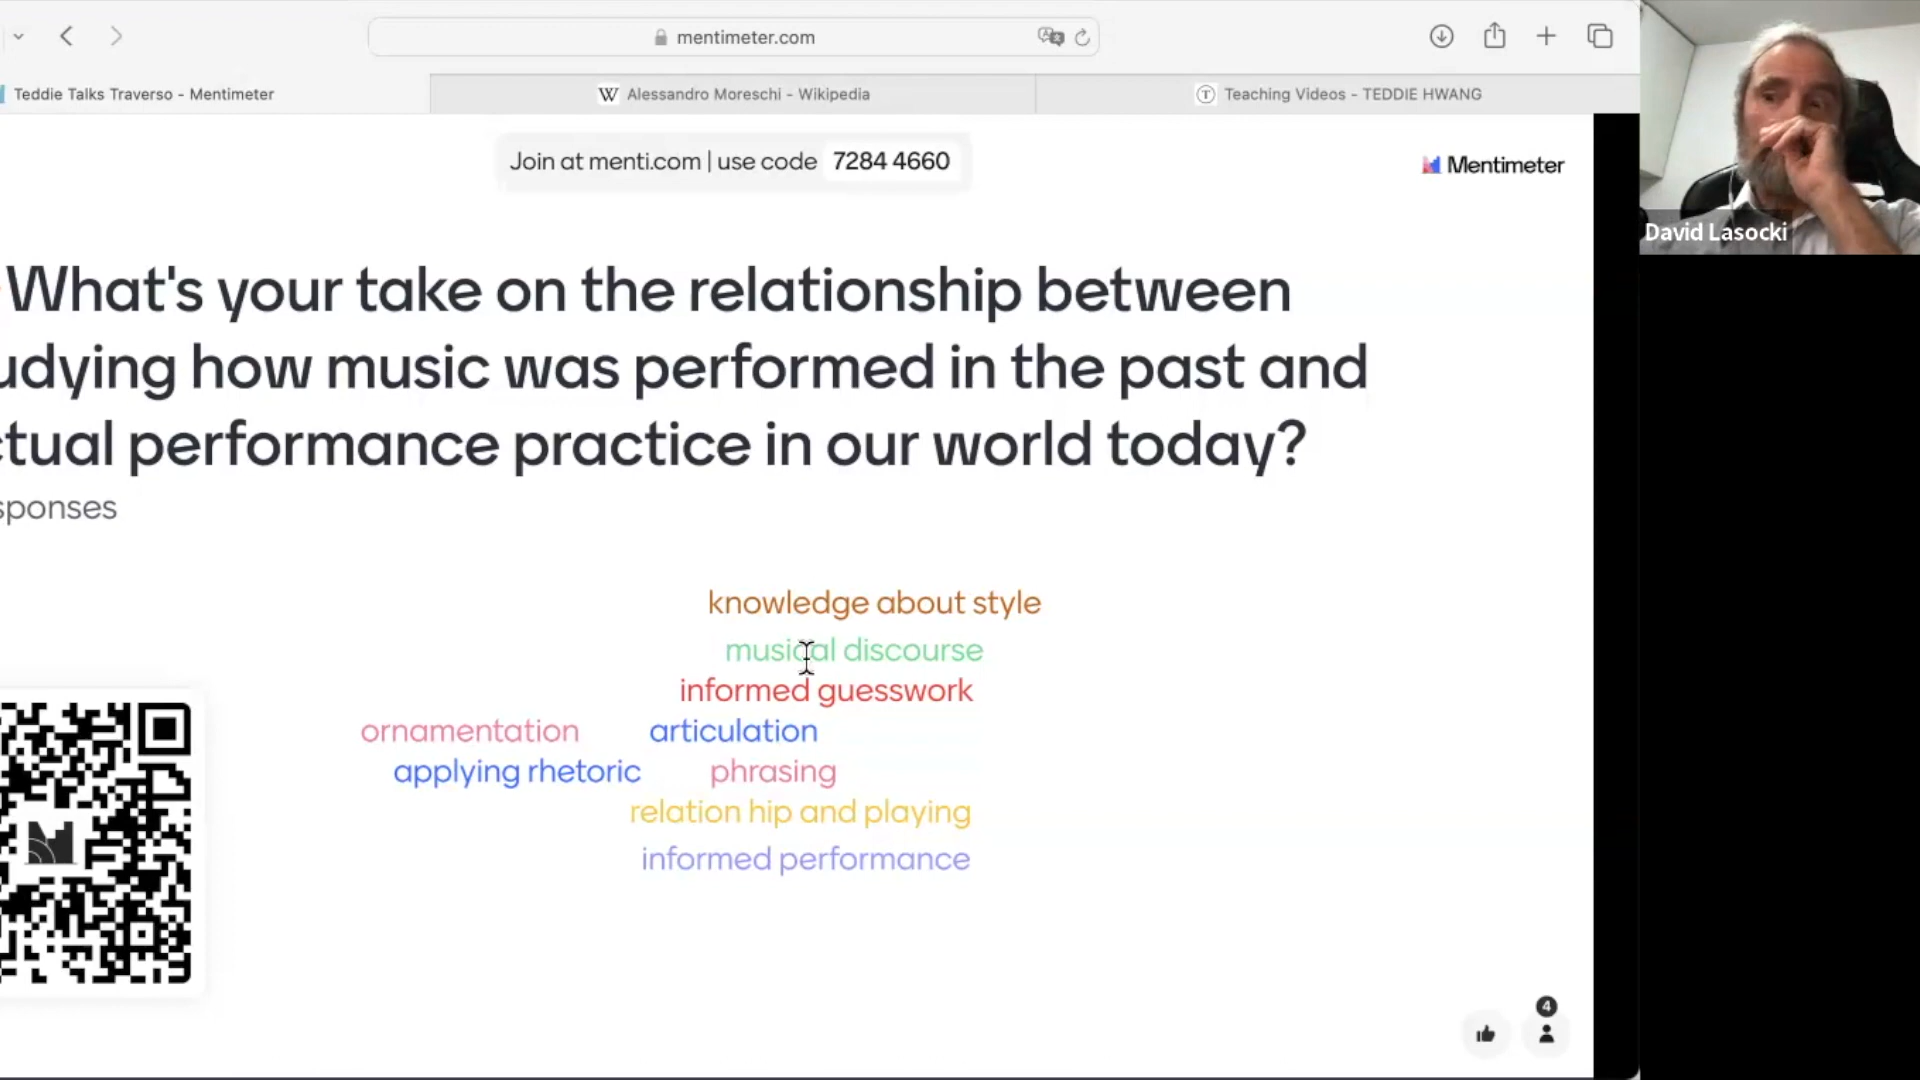 mentimeter.com
Teddie Talks Traverso - Mentimeter
W Alessandro Moreschi - Wikipedia
T Teaching Videos - TEDDIE HWANG
Join at menti.com | use code 7284 4660
Mentimeter
David Lasocki
What's your take on the relationship between
udying how music was performed in the past and
ctual performance practice in our world today?
sponses
knowledge about style
musical discourse
informed guesswork
ornamentation articulation
applying rhetoric phrasing
relation hip and playing
informed performance
4